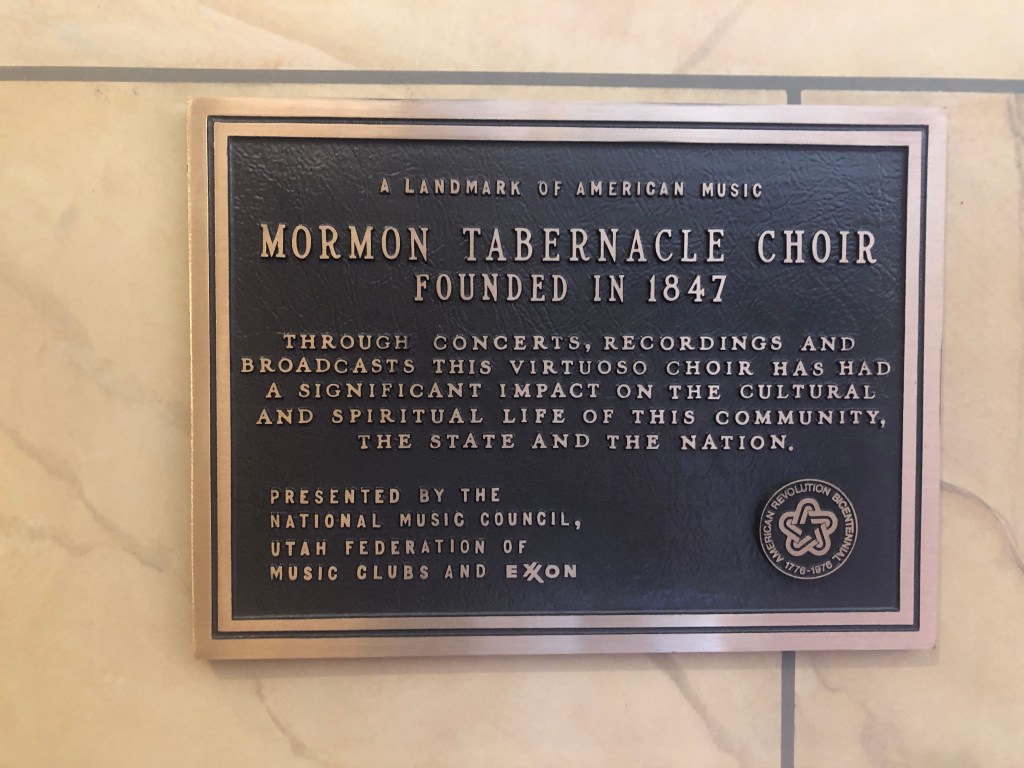 A LANDMARK OF AMERICAN MUSIC
MORMON TABERNACLE CHOIR
FOUNDED IN 1847
THROUGH CONCERTS, RECORDINGS AND
BROADCASTS THIS VIRTUOSO CHOIR HAS HAD
A SIGNIFICANT IMPACT ON THE CULTURAL
AND SPIRITUAL LIFE OF THIS COMMUNITY,
THE STATE AND THE NATION.
PRESENTED BY THE
NATIONAL MUSIC COUNCIL,
UTAH FEDERATION OF
MUSIC CLUBS AND EXXON
AMERICAN REVOLUTION BICENTENNIAL
1776-1976